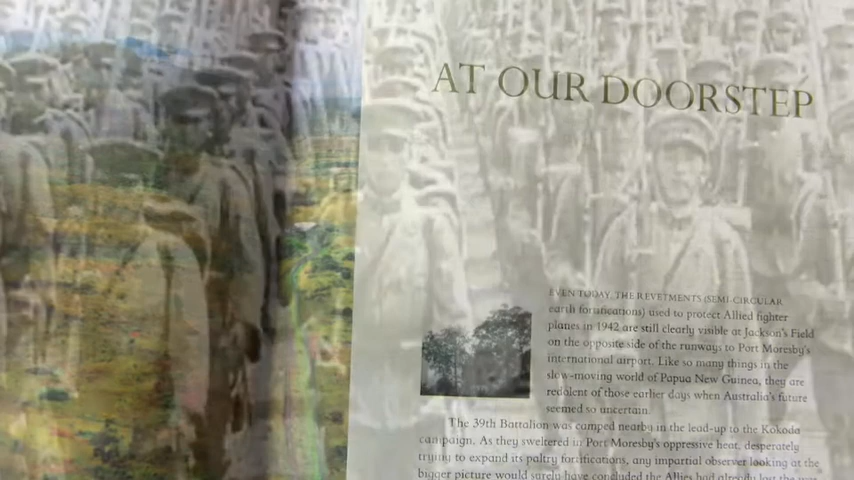 AT OUR DOORSTEP
EVEN TODAY, THE REVETMENTS (SEMI-CIRCULAR
earth fortifications) used to protect Allied fighter
planes in 1942 are still clearly visible at Jackson's Field
on the opposite side of the runways to Port Moresby's
international airport. Like so many things in the
slow-moving world of Papua New Guinea, they are
redolent of those earlier days when Australia's future
seemed so uncertain.
The 39th Battalion was camped nearby in the lead-up to the Kokoda
campaign. As they sweltered in Port Moresby's oppressive heat, desperately
trying to expand its paltry fortifications, any impartial observer looking at the
bigger picture would surely have concluded the Allies had already lost the war